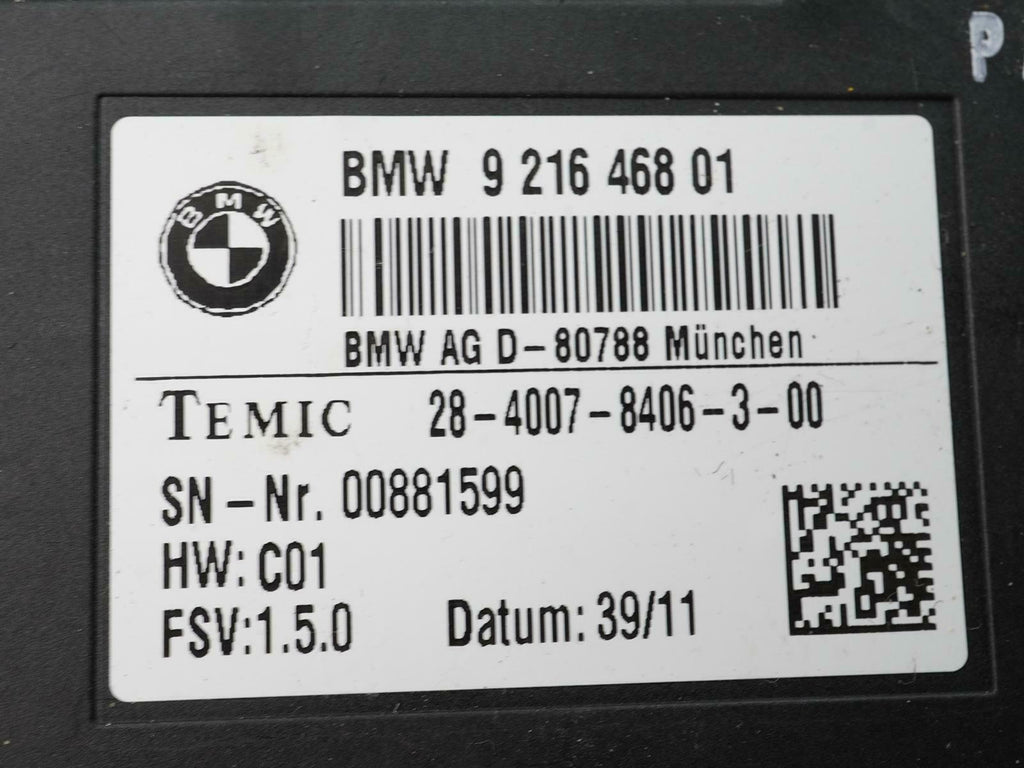 P
BMW 9 216 468 01
BMW
BMW AG D-80788 München
TEMIC 28-4007-8406-3-00
SN-Nr. 00881599
HW: C01
FSV:1.5.0 Datum: 39/11